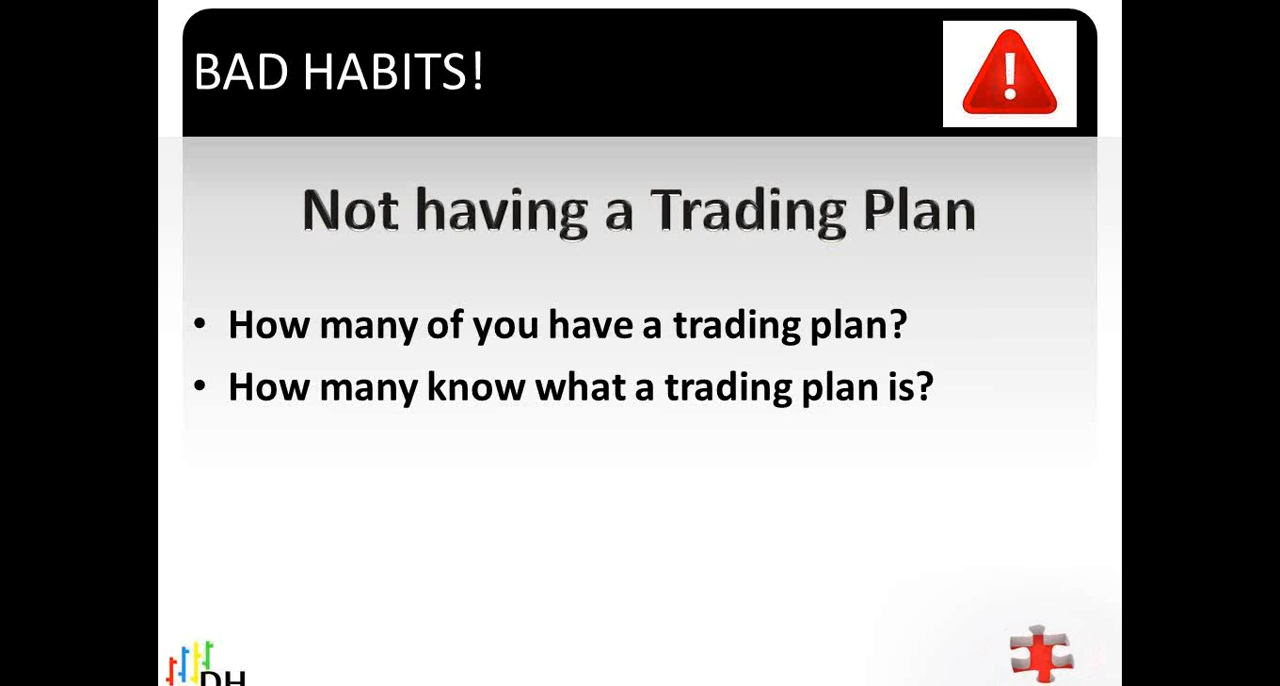 BAD HABITS!
Not having a Trading Plan
• How many of you have a trading plan?
• How many know what a trading plan is?
DH